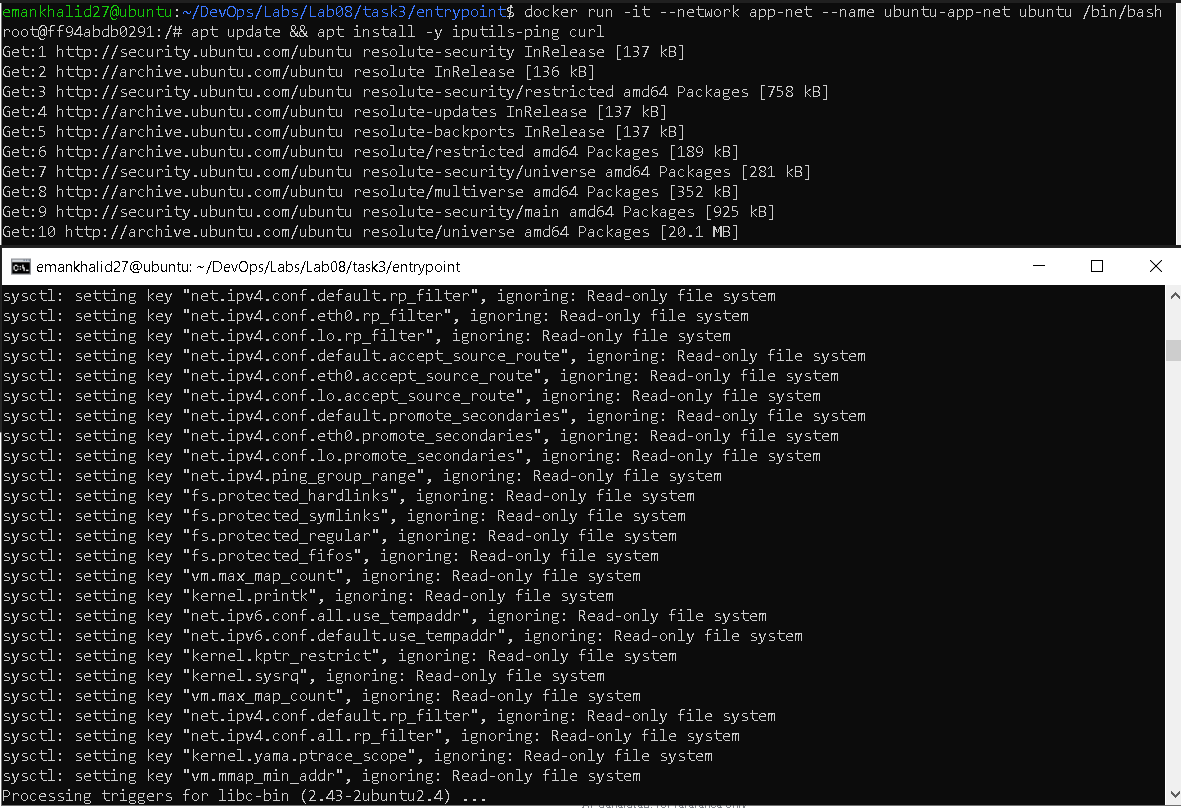 emankhalid27@ubuntu:~/DevOps/Labs/Lab08/task3/entrypoint$ docker run -it --network app-net --name ubuntu-app-net ubuntu /bin/bash
root@ff94abdb0291:/# apt update && apt install -y iputils-ping curl
Get:1 http://security.ubuntu.com/ubuntu resolute-security InRelease [137 kB]
Get:2 http://archive.ubuntu.com/ubuntu resolute InRelease [136 kB]
Get:3 http://security.ubuntu.com/ubuntu resolute-security/restricted amd64 Packages [758 kB]
Get:4 http://archive.ubuntu.com/ubuntu resolute-updates InRelease [137 kB]
Get:5 http://archive.ubuntu.com/ubuntu resolute-backports InRelease [137 kB]
Get:6 http://archive.ubuntu.com/ubuntu resolute/restricted amd64 Packages [189 kB]
Get:7 http://security.ubuntu.com/ubuntu resolute-security/universe amd64 Packages [281 kB]
Get:8 http://archive.ubuntu.com/ubuntu resolute/multiverse amd64 Packages [352 kB]
Get:9 http://security.ubuntu.com/ubuntu resolute-security/main amd64 Packages [925 kB]
Get:10 http://archive.ubuntu.com/ubuntu resolute/universe amd64 Packages [20.1 MB]
emankhalid27@ubuntu: ~/DevOps/Labs/Lab08/task3/entrypoint
sysctl: setting key "net.ipv4.conf.default.rp_filter", ignoring: Read-only file system
sysctl: setting key "net.ipv4.conf.eth0.rp_filter", ignoring: Read-only file system
sysctl: setting key "net.ipv4.conf.lo.rp_filter", ignoring: Read-only file system
sysctl: setting key "net.ipv4.conf.default.accept_source_route", ignoring: Read-only file system
sysctl: setting key "net.ipv4.conf.eth0.accept_source_route", ignoring: Read-only file system
sysctl: setting key "net.ipv4.conf.lo.accept_source_route", ignoring: Read-only file system
sysctl: setting key "net.ipv4.conf.default.promote_secondaries", ignoring: Read-only file system
sysctl: setting key "net.ipv4.conf.eth0.promote_secondaries", ignoring: Read-only file system
sysctl: setting key "net.ipv4.conf.lo.promote_secondaries", ignoring: Read-only file system
sysctl: setting key "net.ipv4.ping_group_range", ignoring: Read-only file system
sysctl: setting key "fs.protected_hardlinks", ignoring: Read-only file system
sysctl: setting key "fs.protected_symlinks", ignoring: Read-only file system
sysctl: setting key "fs.protected_regular", ignoring: Read-only file system
sysctl: setting key "fs.protected_fifos", ignoring: Read-only file system
sysctl: setting key "vm.max_map_count", ignoring: Read-only file system
sysctl: setting key "kernel.printk", ignoring: Read-only file system
sysctl: setting key "net.ipv6.conf.all.use_tempaddr", ignoring: Read-only file system
sysctl: setting key "net.ipv6.conf.default.use_tempaddr", ignoring: Read-only file system
sysctl: setting key "kernel.kptr_restrict", ignoring: Read-only file system
sysctl: setting key "kernel.sysrq", ignoring: Read-only file system
sysctl: setting key "vm.max_map_count", ignoring: Read-only file system
sysctl: setting key "net.ipv4.conf.default.rp_filter", ignoring: Read-only file system
sysctl: setting key "net.ipv4.conf.all.rp_filter", ignoring: Read-only file system
sysctl: setting key "kernel.yama.ptrace_scope", ignoring: Read-only file system
sysctl: setting key "vm.mmap_min_addr", ignoring: Read-only file system
Processing triggers for libc-bin (2.43-2ubuntu2.4) ...